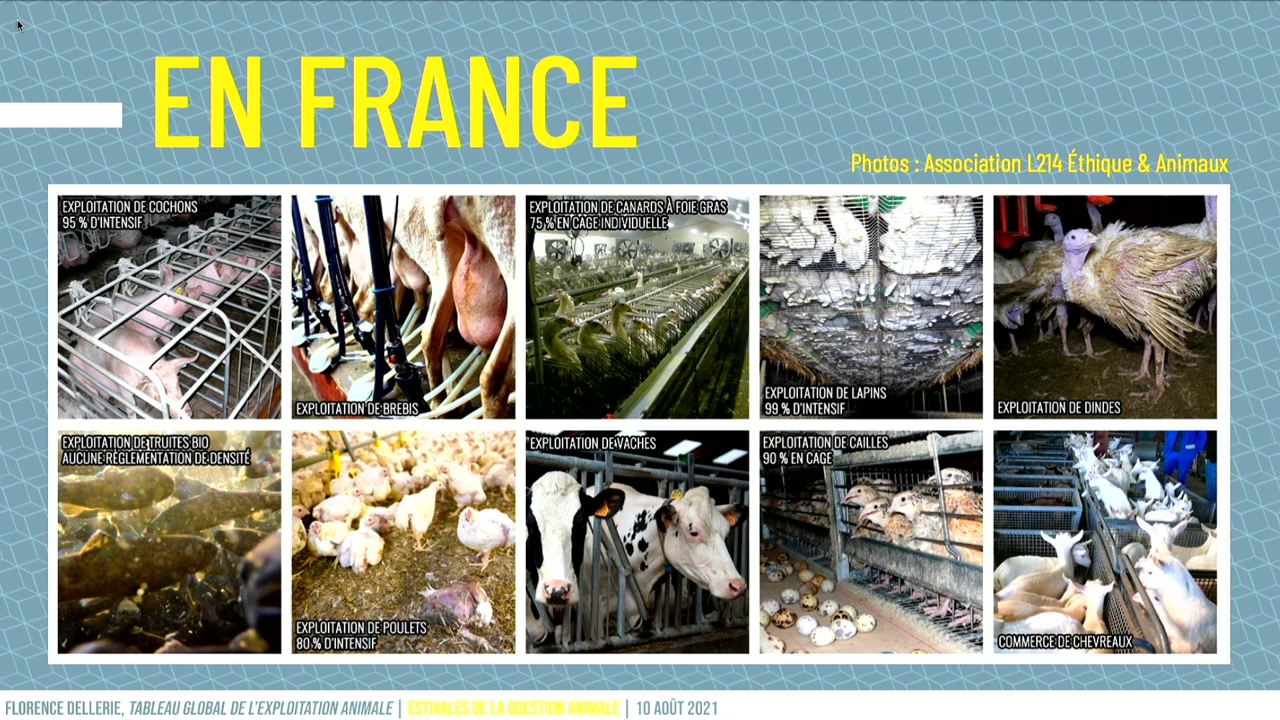 EN FRANCE
Photos : Association L214 Éthique & Animaux
EXPLOITATION DE COCHONS
95 % D'INTENSIF
EXPLOITATION DE BREBIS
EXPLOITATION DE CANARDS À FOIE GRAS
75 % EN CAGE INDIVIDUELLE
EXPLOITATION DE LAPINS
99 % D'INTENSIF
EXPLOITATION DE DINDES
EXPLOITATION DE TRUITES BIO
AUCUNE RÉGLEMENTATION DE DENSITÉ
EXPLOITATION DE POULETS
80 % D'INTENSIF
EXPLOITATION DE VACHES
EXPLOITATION DE CAILLES
90 % EN CAGE
COMMERCE DE CHEVREAUX
FLORENCE DELLERIE, TABLEAU GLOBAL DE L'EXPLOITATION ANIMALE | ESTIVALES DE LA QUESTION ANIMALE | 10 AOÛT 2021